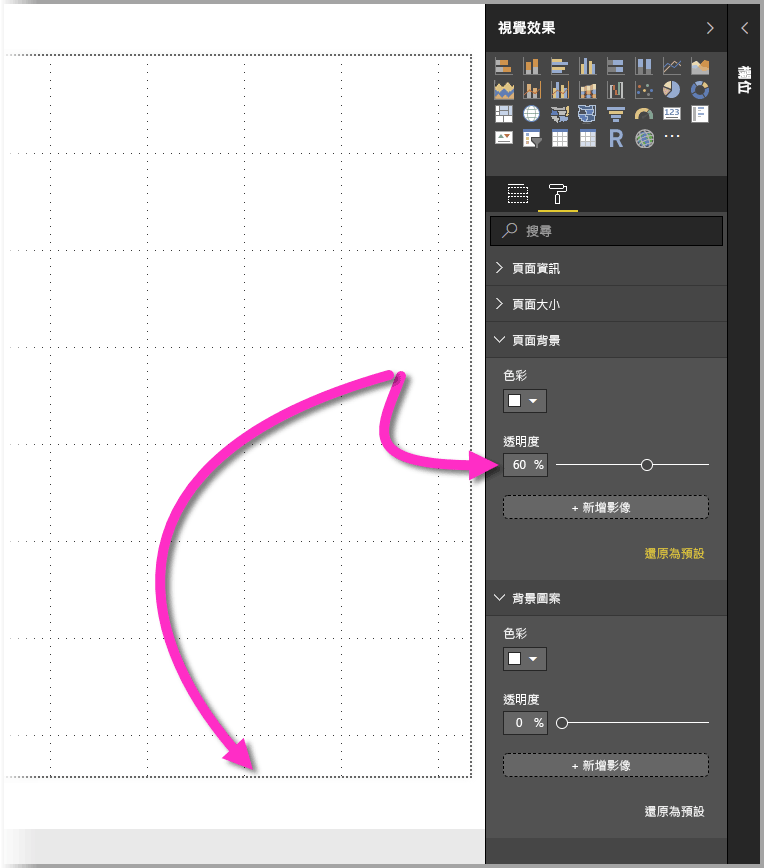 視覺效果
欄位
123
R
搜尋
頁面資訊
頁面大小
頁面背景
色彩
透明度
60 %
+ 新增影像
還原為預設
背景圖案
色彩
透明度
0 %
+ 新增影像
還原為預設